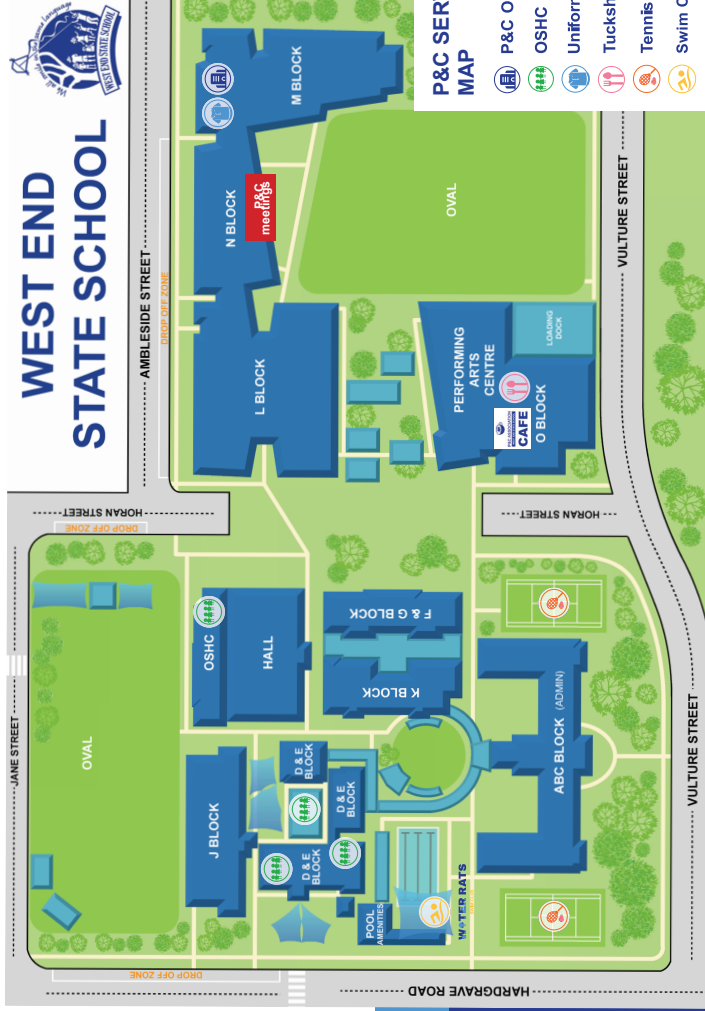 WEST END
STATE SCHOOL
WEST END STATE SCHOOL
P&C SER
MAP
P&C O
OSHC
Uniform
Tucksh
Tennis
Swim C
AMBLESIDE STREET
DROP OFF ZONE
M BLOCK
N BLOCK
P&C
meetings
L BLOCK
OVAL
VULTURE STREET
PERFORMING
ARTS
CENTRE
LOADING
DOCK
CAFE
O BLOCK
HORAN STREET
DROP OFF ZONE
HORAN STREET
JANE STREET
OVAL
OSHC
HALL
F & G BLOCK
K BLOCK
J BLOCK
D & E
BLOCK
D & E
BLOCK
D & E
BLOCK
ABC BLOCK (ADMIN)
POOL
AMENITIES
WATER RATS
VULTURE STREET
DROP OFF ZONE
HARDGRAVE ROAD